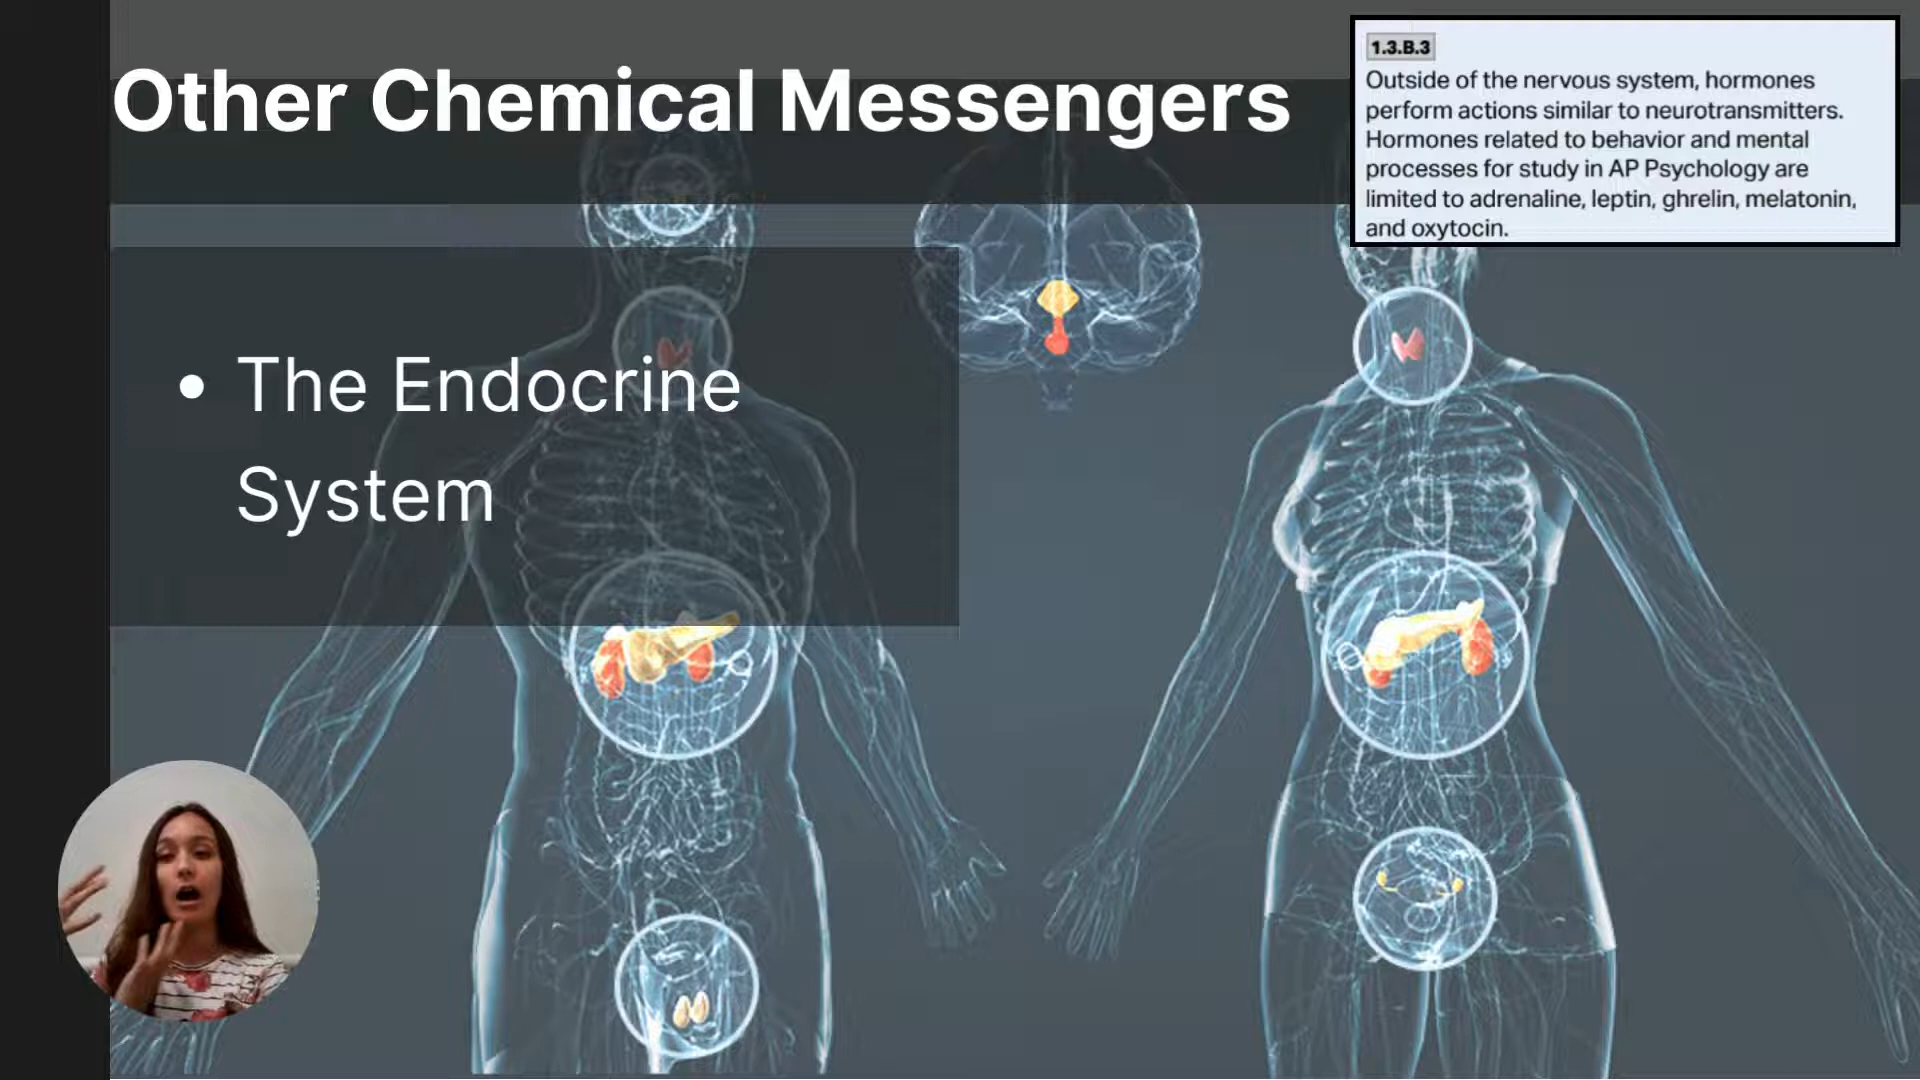 Other Chemical Messengers
1.3.B.3
Outside of the nervous system, hormones
perform actions similar to neurotransmitters.
Hormones related to behavior and mental
processes for study in AP Psychology are
limited to adrenaline, leptin, ghrelin, melatonin,
and oxytocin.
• The Endocrine
System